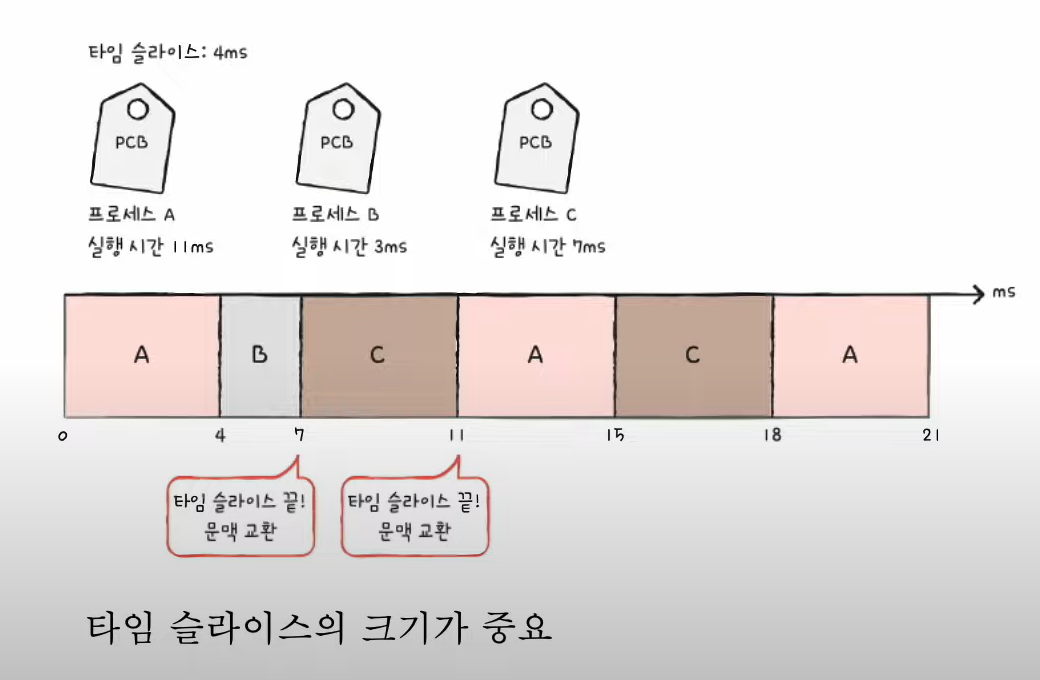 타임 슬라이스: 4ms
PCB
PCB
PCB
프로세스 A
프로세스 B
프로세스 C
실행 시간 11ms
실행 시간 3ms
실행 시간 7ms
ms
A
B
C
A
C
A
0
4
7
11
15
18
21
타임 슬라이스 끝!
문맥 교환
타임 슬라이스 끝!
문맥 교환
타임 슬라이스의 크기가 중요